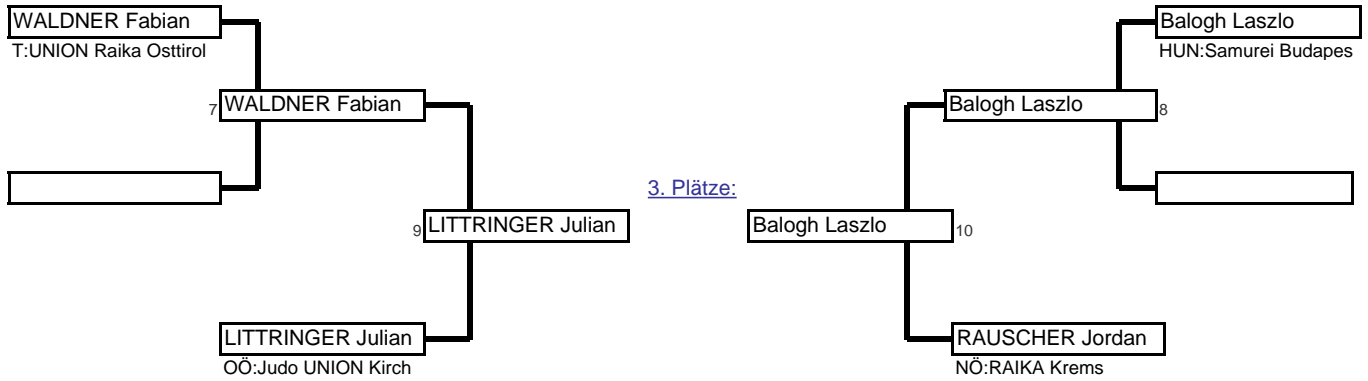 WALDNER Fabian
T:UNION Raika Osttirol
Balogh Laszlo
HUN:Samurei Budapes
7 WALDNER Fabian
Balogh Laszlo 8
3. Plätze:
9 LITTRINGER Julian
Balogh Laszlo 10
LITTRINGER Julian
OÖ:Judo UNION Kirch
RAUSCHER Jordan
NÖ:RAIKA Krems